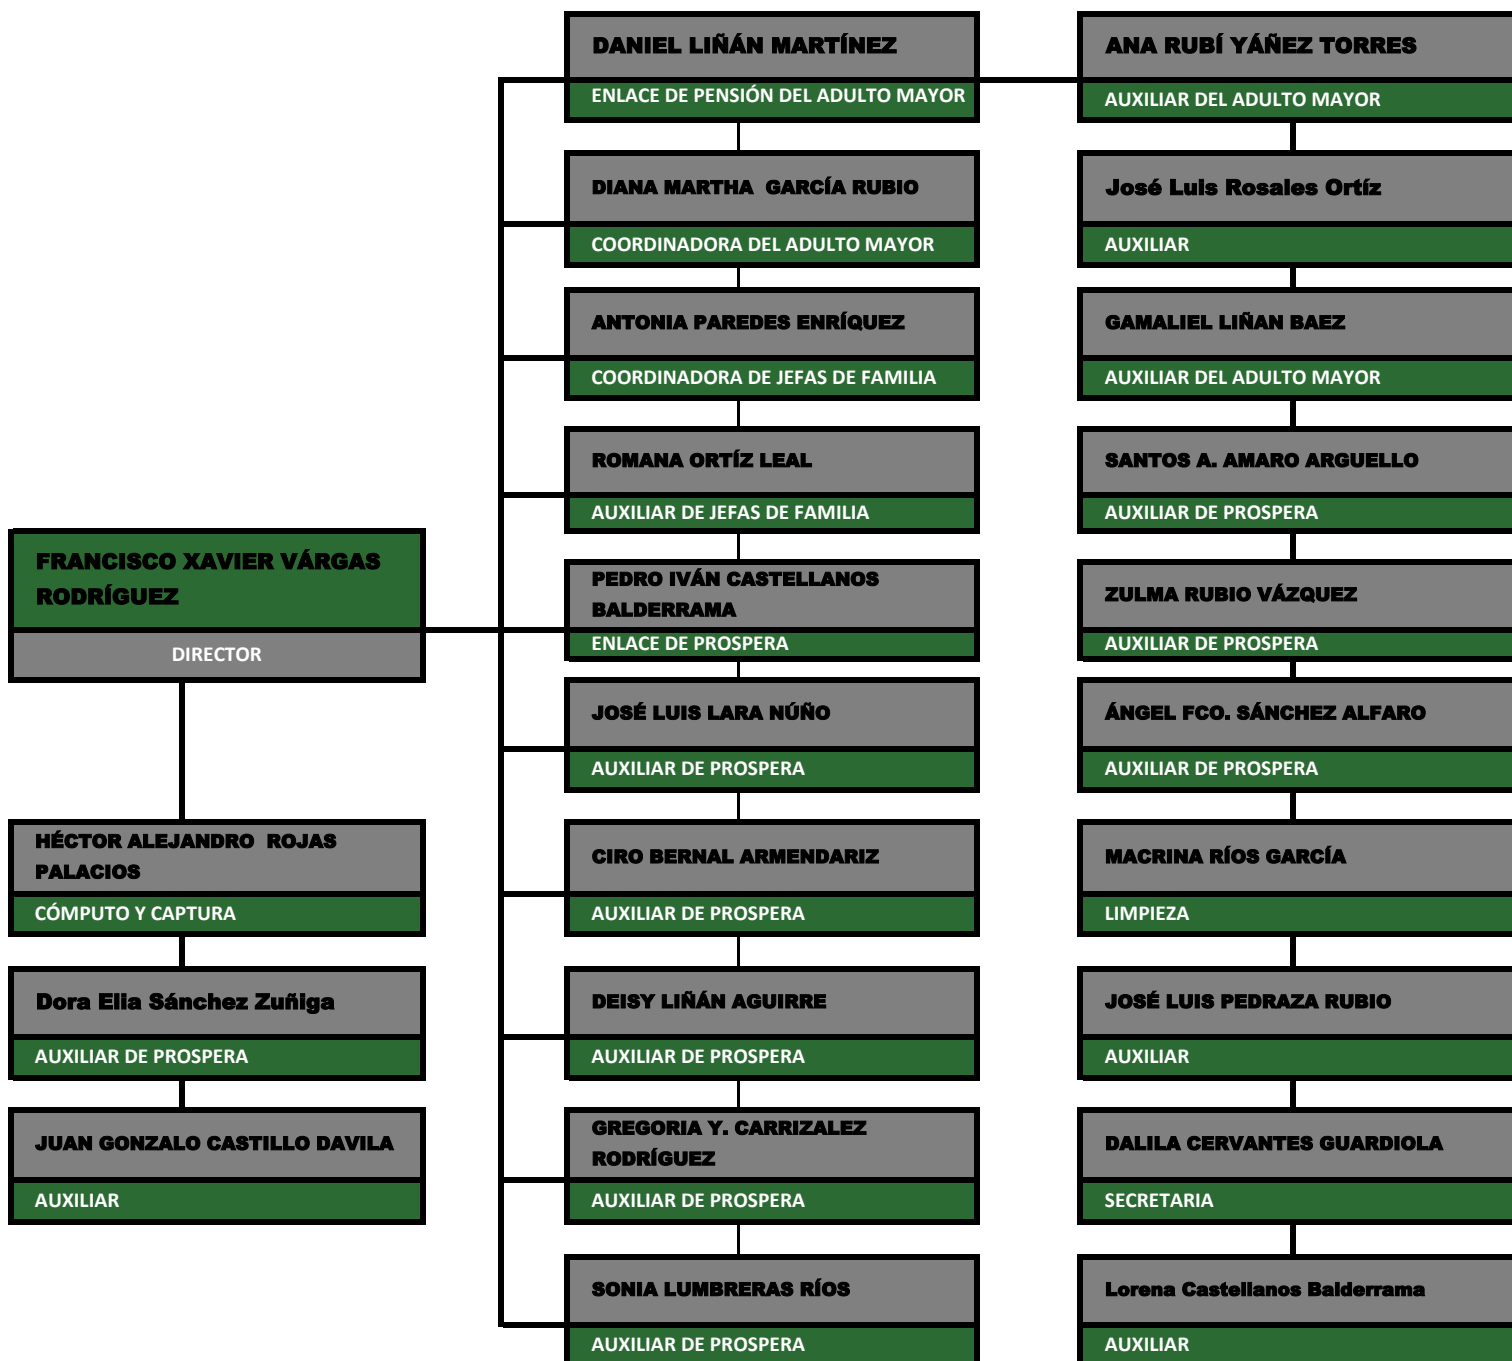 DANIEL LIÑÁN MARTÍNEZ
ENLACE DE PENSIÓN DEL ADULTO MAYOR
DIANA MARTHA  GARCÍA RUBIO
COORDINADORA DEL ADULTO MAYOR
ANTONIA PAREDES ENRÍQUEZ
COORDINADORA DE JEFAS DE FAMILIA
ROMANA ORTÍZ LEAL
AUXILIAR DE JEFAS DE FAMILIA
PEDRO IVÁN CASTELLANOS
BALDERRAMA
ENLACE DE PROSPERA
JOSÉ LUIS LARA NÚÑO
AUXILIAR DE PROSPERA
CIRO BERNAL ARMENDARIZ
AUXILIAR DE PROSPERA
DEISY LIÑÁN AGUIRRE
AUXILIAR DE PROSPERA
GREGORIA Y. CARRIZALEZ
RODRÍGUEZ
AUXILIAR DE PROSPERA
SONIA LUMBRERAS RÍOS
AUXILIAR DE PROSPERA
ANA RUBÍ YÁÑEZ TORRES
AUXILIAR DEL ADULTO MAYOR
José Luis Rosales Ortíz
AUXILIAR
GAMALIEL LIÑAN BAEZ
AUXILIAR DEL ADULTO MAYOR
SANTOS A. AMARO ARGUELLO
AUXILIAR DE PROSPERA
ZULMA RUBIO VÁZQUEZ
AUXILIAR DE PROSPERA
ÁNGEL FCO. SÁNCHEZ ALFARO
AUXILIAR DE PROSPERA
MACRINA RÍOS GARCÍA
LIMPIEZA
JOSÉ LUIS PEDRAZA RUBIO
AUXILIAR
DALILA CERVANTES GUARDIOLA
SECRETARIA
Lorena Castellanos Balderrama
AUXILIAR
FRANCISCO XAVIER VÁRGAS
RODRÍGUEZ
DIRECTOR
HÉCTOR ALEJANDRO  ROJAS
PALACIOS
CÓMPUTO Y CAPTURA
Dora Elia Sánchez Zuñiga
AUXILIAR DE PROSPERA
JUAN GONZALO CASTILLO DAVILA
AUXILIAR